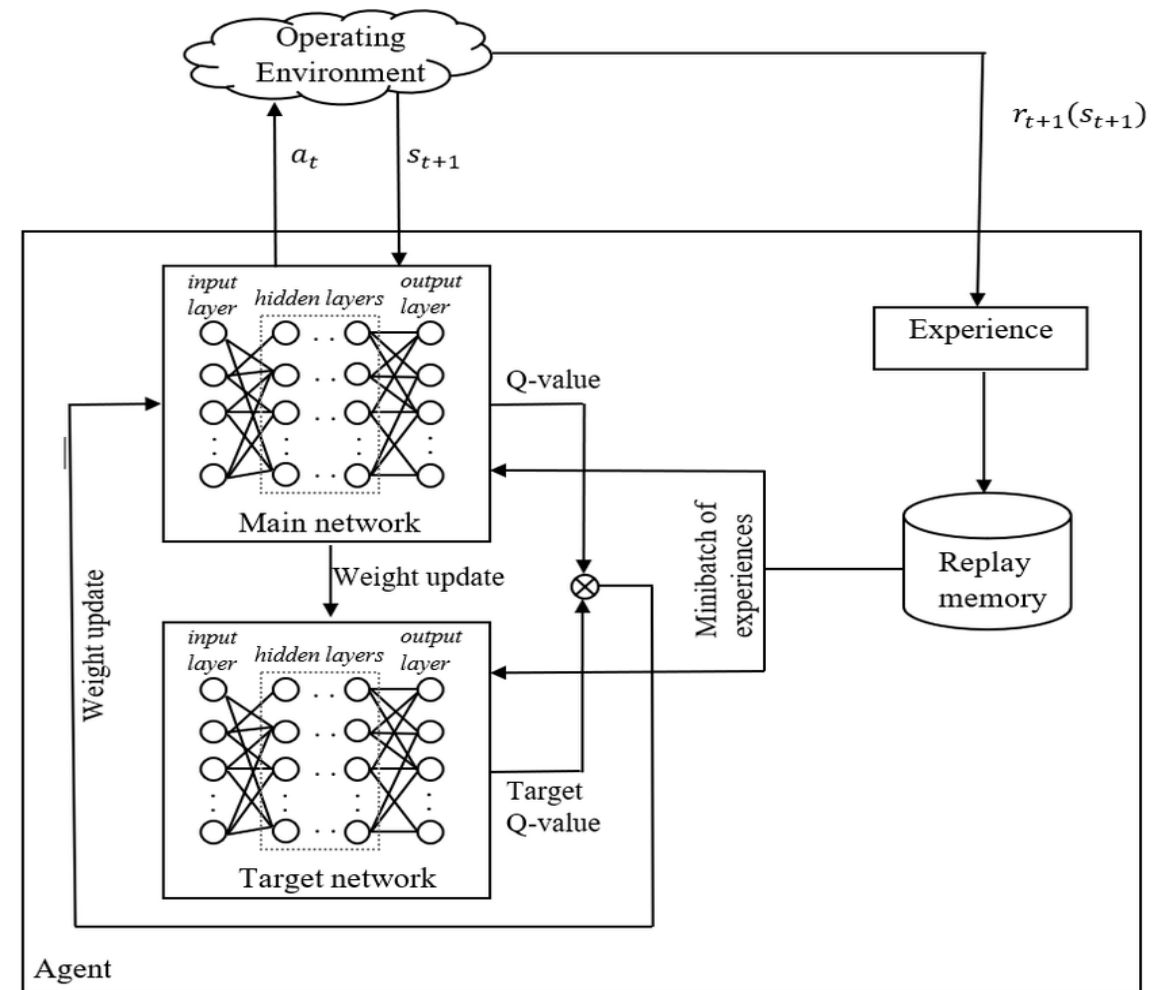 Operating
Environment
a_t
s_{t+1}
r_{t+1}(s_{t+1})
input
layer
hidden layers
output
layer
Main network
Q-value
Experience
Replay
memory
Minibatch of
experiences
Weight update
Weight update
input
layer
hidden layers
output
layer
Target network
Target
Q-value
Agent